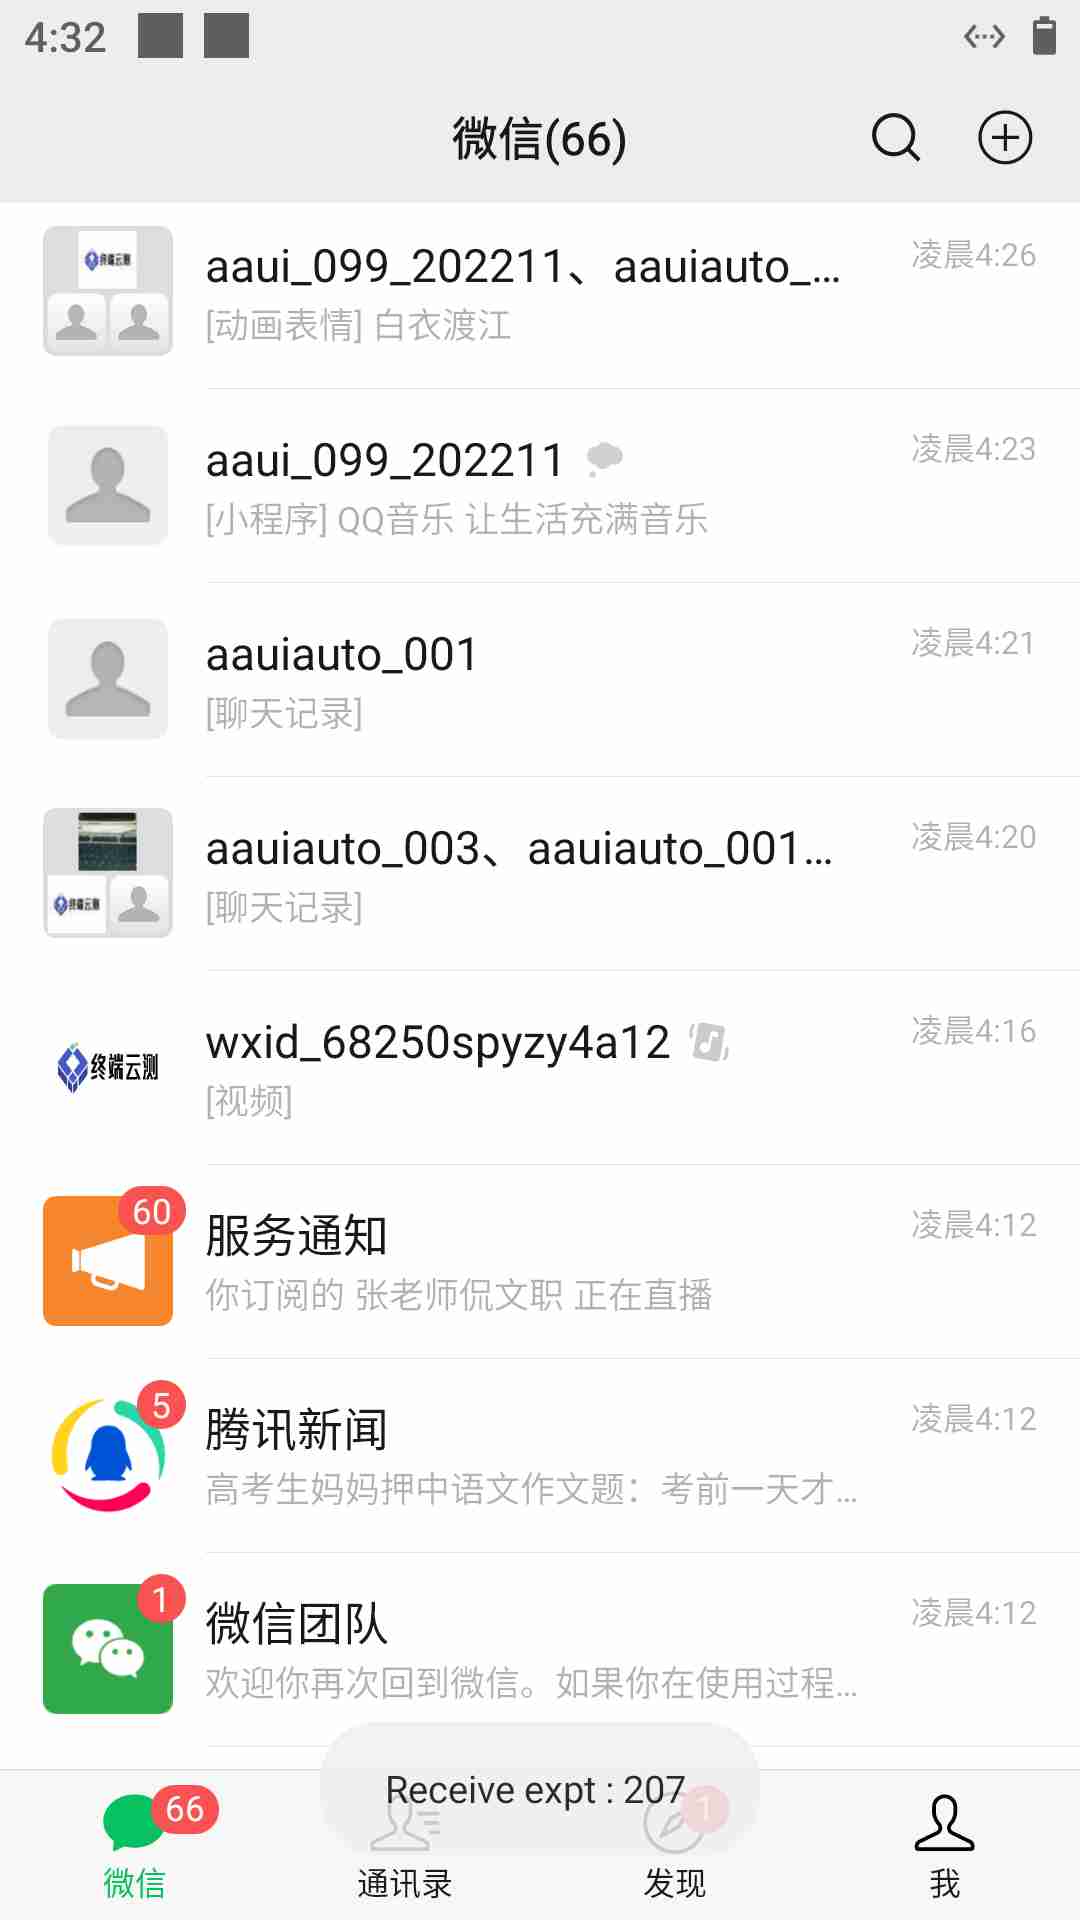 4:32
微信(66)
终端云测
aaui_099_202211、aauiauto_...
凌晨4:26
[动画表情] 白衣渡江
aaui_099_202211
凌晨4:23
[小程序] QQ音乐 让生活充满音乐
aauiauto_001
凌晨4:21
[聊天记录]
终端云测
aauiauto_003、aauiauto_001...
凌晨4:20
[聊天记录]
终端云测
wxid_68250spyzy4a12
凌晨4:16
[视频]
60
服务通知
凌晨4:12
你订阅的 张老师侃文职 正在直播
5
腾讯新闻
凌晨4:12
高考生妈妈押中语文作文题：考前一天才...
1
微信团队
凌晨4:12
欢迎你再次回到微信。如果你在使用过程...
Receive expt : 207
66
1
微信
通讯录
发现
我